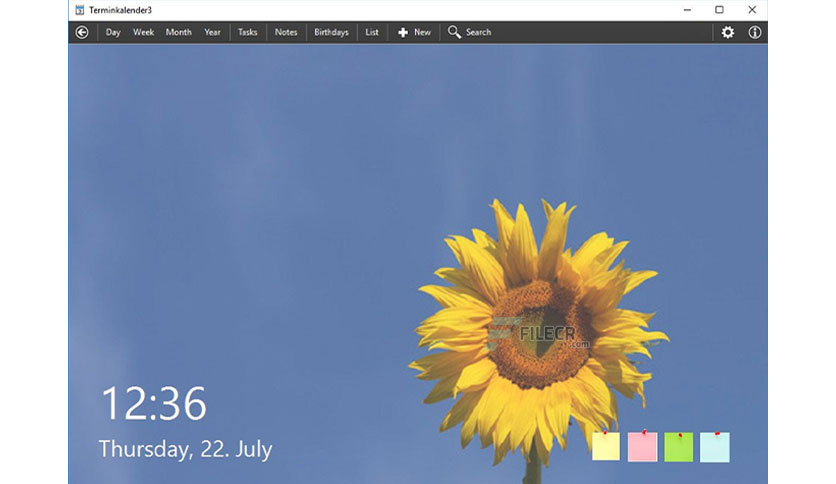 Terminkalender3
Day Week Month Year Tasks Notes Birthdays List New Search
FILECR
.com
12:36
Thursday, 22. July